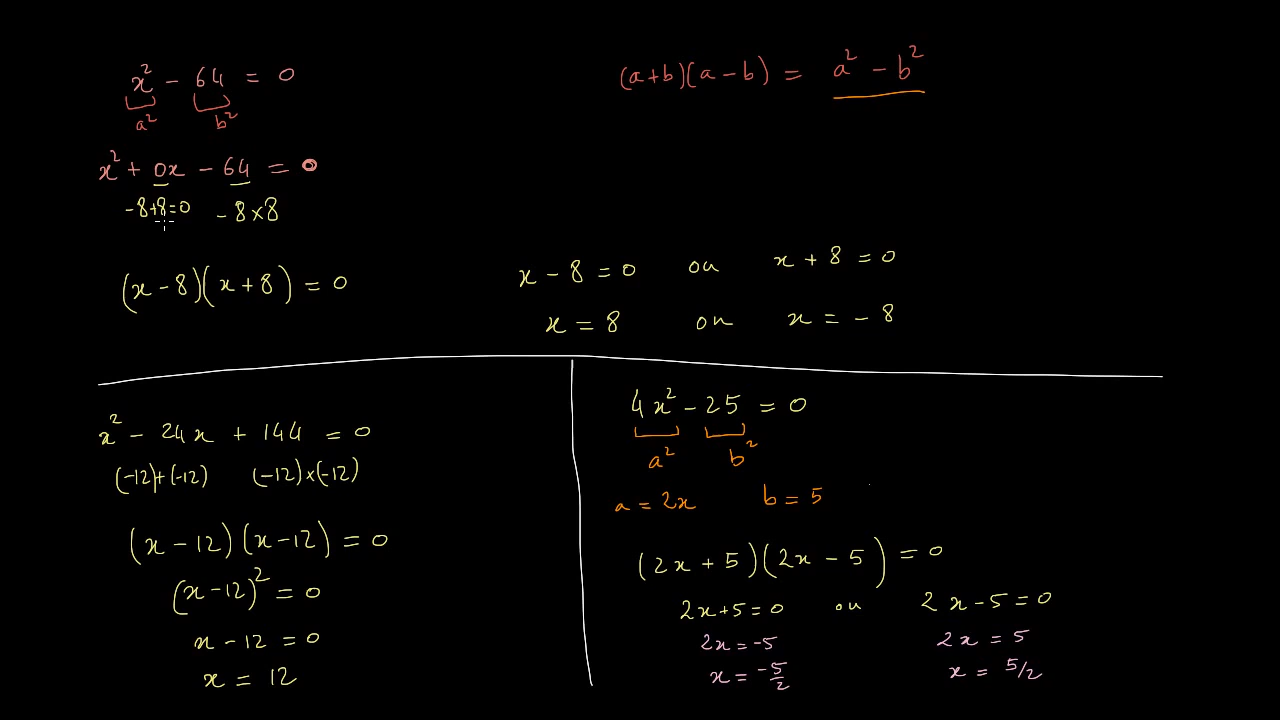 x² - 64 = 0
a² b²
(a+b)(a-b) = a² - b²
x² + 0x - 64 = 0
-8+8=0 -8×8
(x-8)(x+8) = 0
x - 8 = 0 ou x + 8 = 0
x = 8 ou x = -8
x² - 24x + 144 = 0
(-12)+(-12) (-12)×(-12)
(x-12)(x-12) = 0
(x-12)² = 0
x - 12 = 0
x = 12
4x² - 25 = 0
a² b²
a = 2x b = 5
(2x+5)(2x-5) = 0
2x+5=0 ou 2x-5=0
2x=-5 2x = 5
x = -5/2 x = 5/2